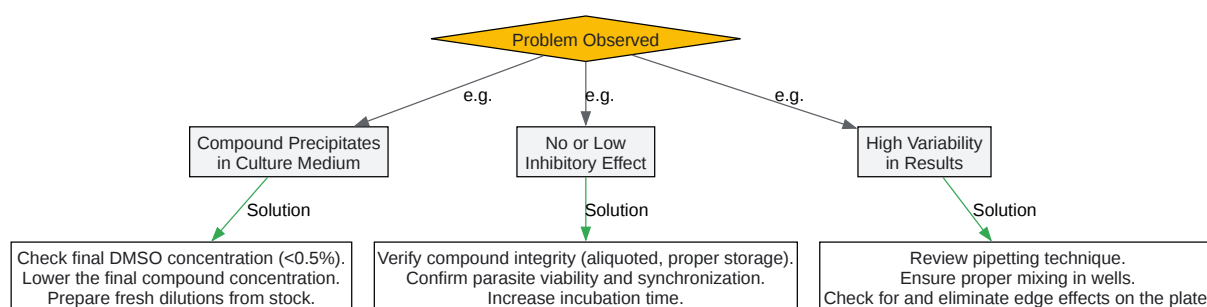 Problem Observed
e.g.
e.g.
e.g.
Compound Precipitates
in Culture Medium
No or Low
Inhibitory Effect
High Variability
in Results
Solution
Solution
Solution
Check final DMSO concentration (<0.5%).
Lower the final compound concentration.
Prepare fresh dilutions from stock.
Verify compound integrity (aliquoted, proper storage).
Confirm parasite viability and synchronization.
Increase incubation time.
Review pipetting technique.
Ensure proper mixing in wells.
Check for and eliminate edge effects on the plate